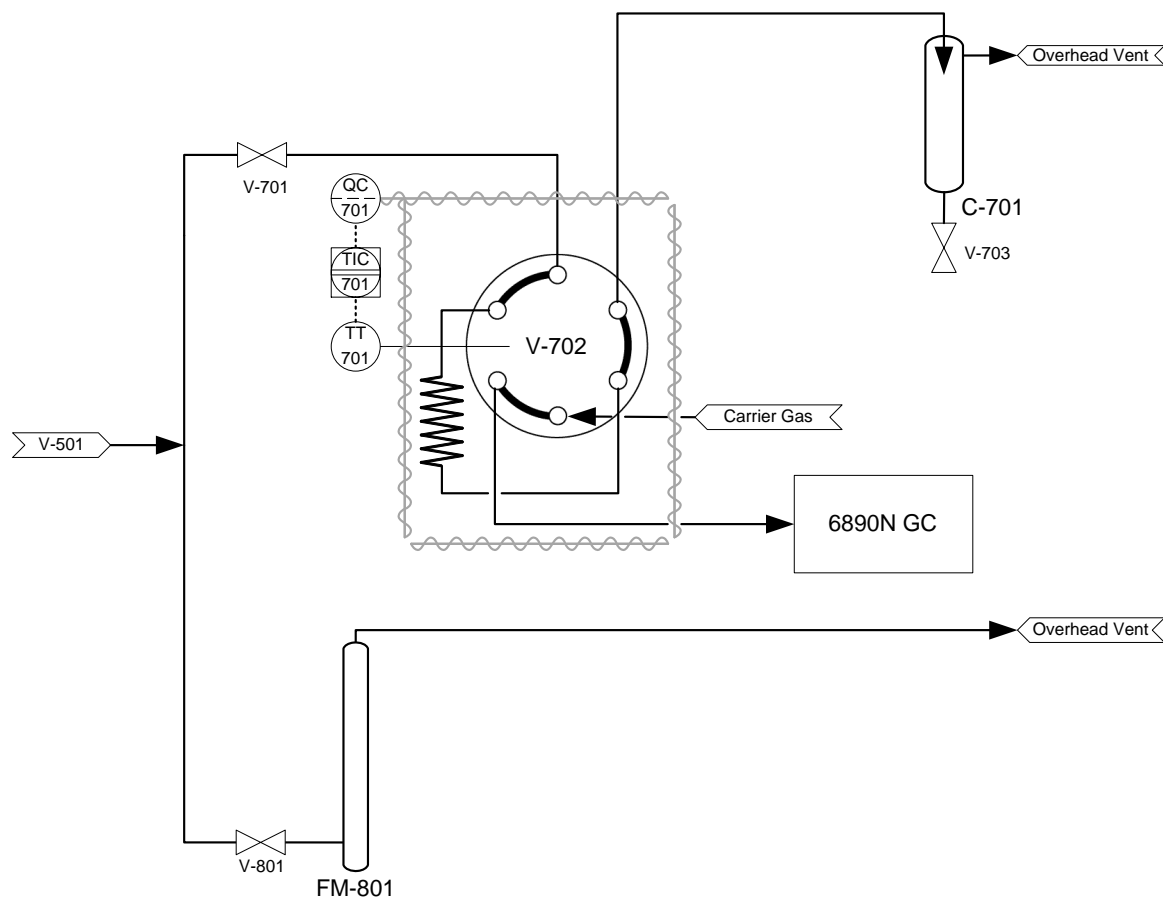 Overhead Vent
V-701
QC
701
C-701
V-703
TIC
701
TT
701
V-702
Carrier Gas
V-501
6890N GC
Overhead Vent
V-801
FM-801